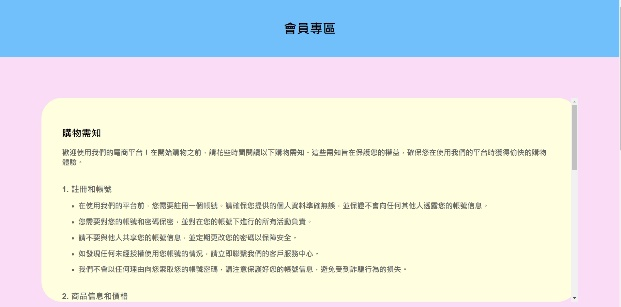 會員專區
購物需知
歡迎使用我們的電商平台！在開始購物之前，請花些時間閱讀以下購物需知。這些需知旨在保護您的權益，確保您在使用我們的平台時獲得愉快的購物
體驗。
1. 註冊和帳號
• 在使用我們的平台前，您需要註冊一個帳號。請確保您提供的個人資料準確無誤，並保證不會向任何其他人透露您的帳號信息。
• 您需要對您的帳號和密碼保密，並對在您的帳號下進行的所有活動負責。
• 請不要與他人共享您的帳號信息，並定期更改您的密碼以保障安全。
• 如發現任何未經授權使用您帳號的情況，請立即聯繫我們的客戶服務中心。
• 我們不會以任何理由向您索取您的帳號密碼，請注意保護好您的帳號信息，避免受到詐騙行為的損失。
2. 商品信息和價格